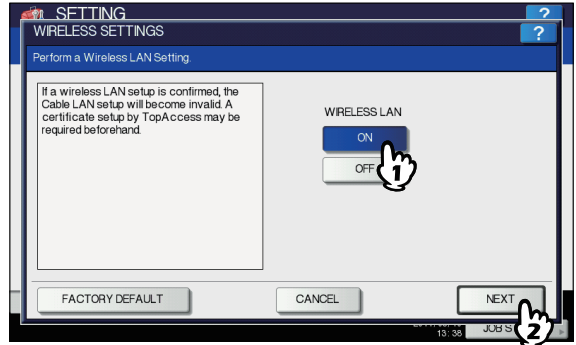 SETTING
?
WIRELESS SETTINGS
?
Perform a Wireless LAN Setting.
If a wireless LAN setup is confirmed, the
Cable LAN setup will become invalid. A
certificate setup by TopAccess may be
required beforehand.
WIRELESS LAN
ON
OFF
1
FACTORY DEFAULT
CANCEL
NEXT
13: 38
JOB S
2